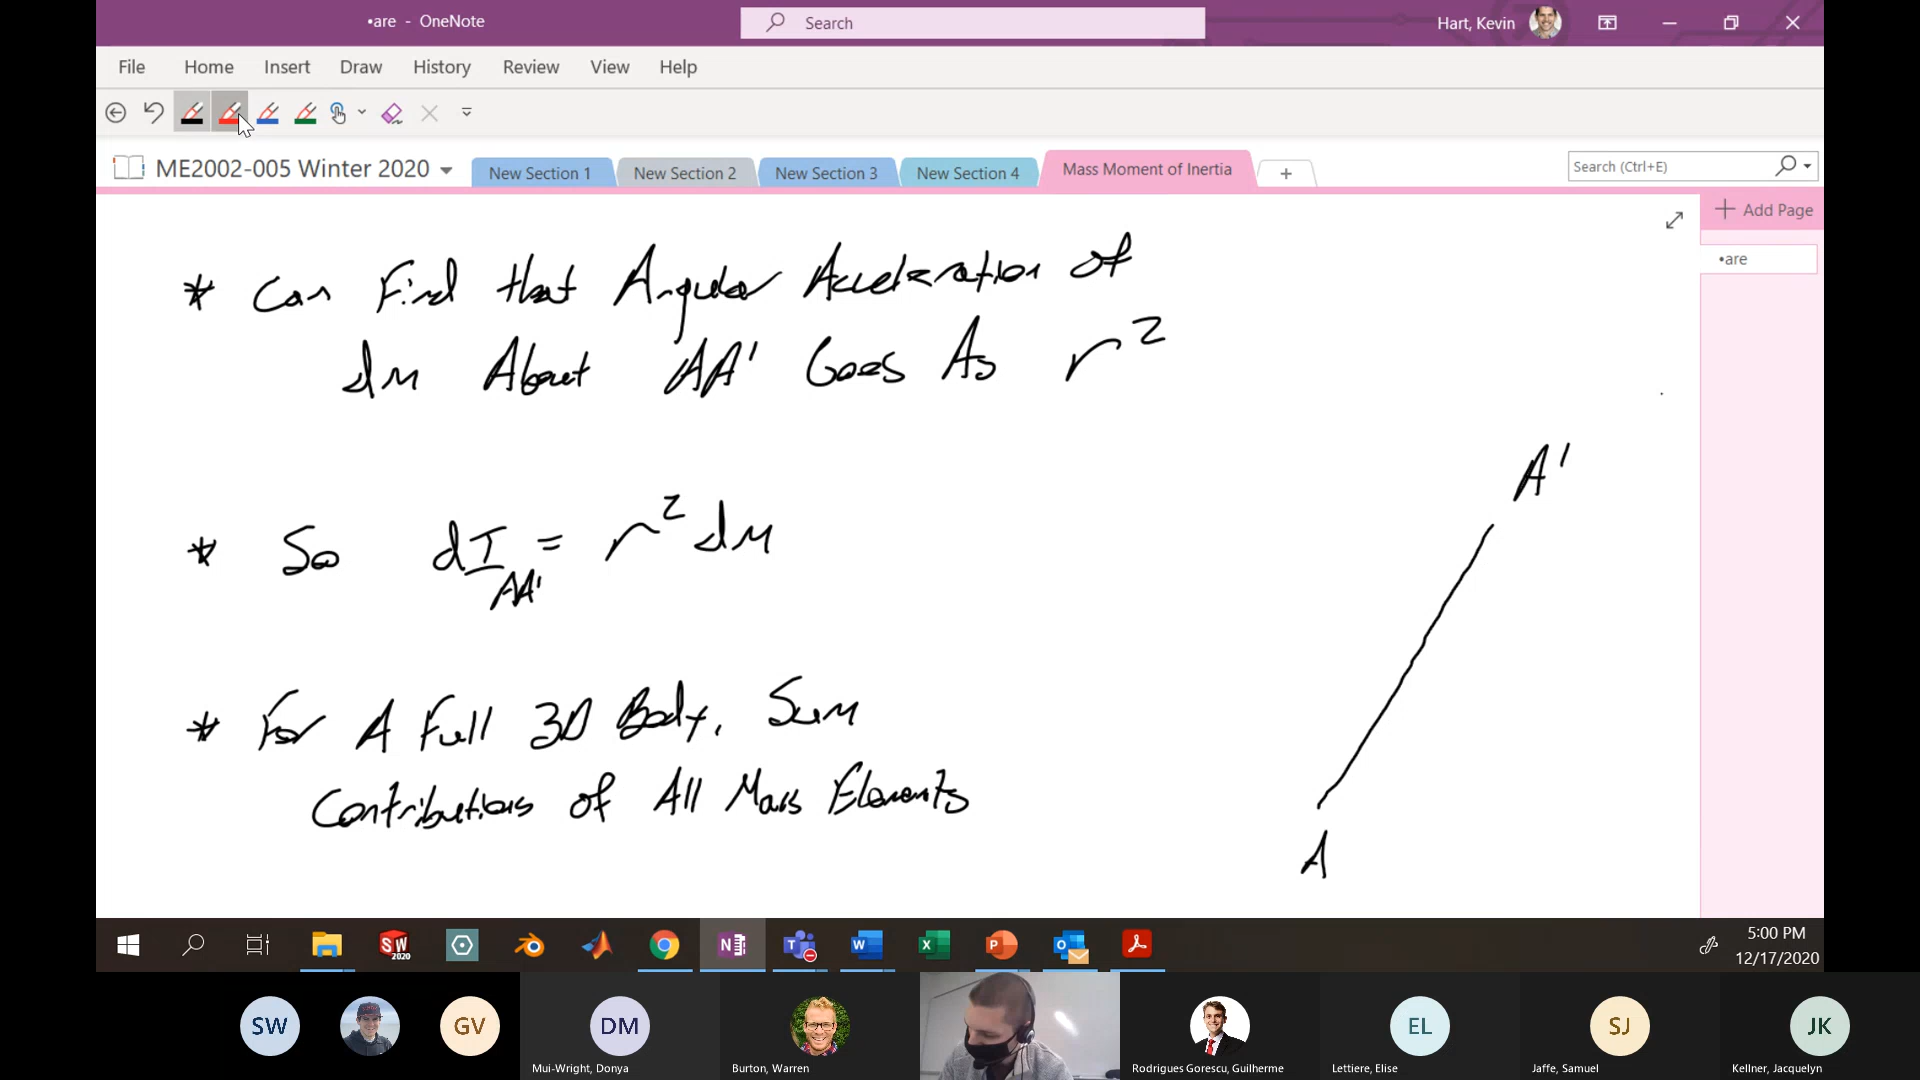 •are - OneNote
Search
Hart, Kevin
File Home Insert Draw History Review View Help
ME2002-005 Winter 2020
New Section 1
New Section 2
New Section 3
New Section 4
Mass Moment of Inertia
+
Search (Ctrl+E)
Add Page
•are
* Can Find that Angular Acceleration of
dm About AA' Goes As r²
A'
* So dI_AA' = r² dm
* For A Full 3D Body, Sum
Contributions of All Mass Elements
A
SW 2020
N
T
W
X
P
O
5:00 PM
12/17/2020
SW
GV
DM
EL
SJ
JK
Mui-Wright, Donya
Burton, Warren
Rodrigues Gorescu, Guilherme
Lettiere, Elise
Jaffe, Samuel
Kellner, Jacquelyn